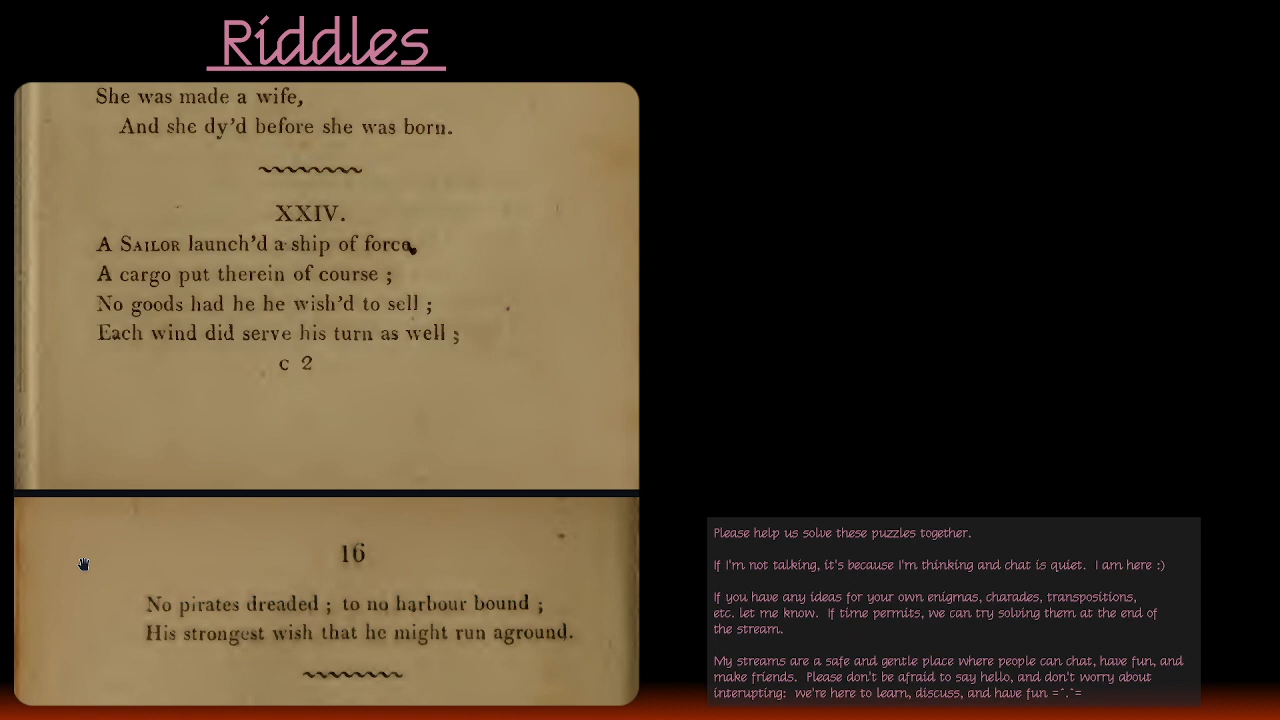 Riddles
She was made a wife,
And she dy'd before she was born.
XXIV.
A SAILOR launch'd a ship of force,
A cargo put therein of course ;
No goods had he he wish'd to sell ;
Each wind did serve his turn as well ;
c 2
16
No pirates dreaded ; to no harbour bound ;
His strongest wish that he might run aground.
Please help us solve these puzzles together.
If I'm not talking, it's because I'm thinking and chat is quiet. I am here :)
If you have any ideas for your own enigmas, charades, transpositions,
etc. let me know. If time permits, we can try solving them at the end of
the stream.
My streams are a safe and gentle place where people can chat, have fun, and
make friends. Please don't be afraid to say hello, and don't worry about
interupting: we're here to learn, discuss, and have fun =^.^=